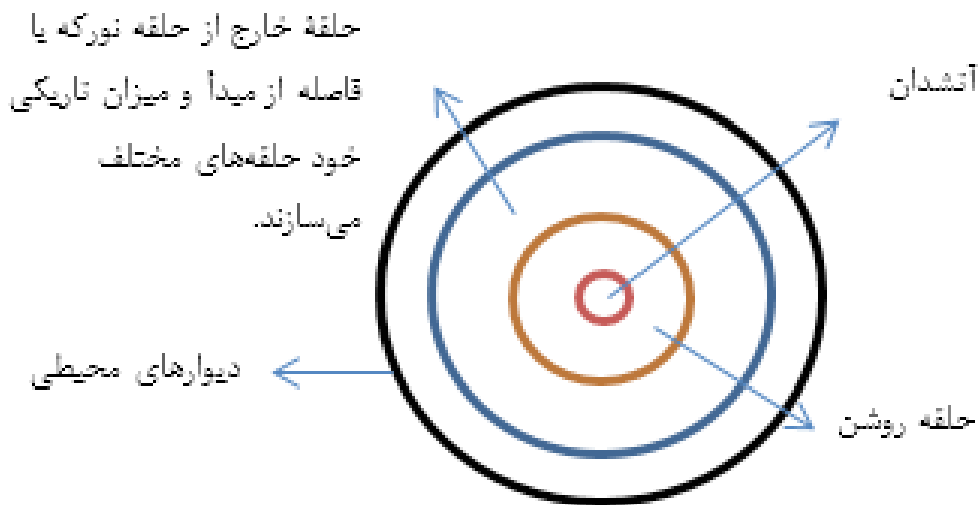 حلقهٔ خارج از حلقه نورکه یا
فاصله از مبدأ و میزان تاریکی
خود حلقه‌های مختلف
می‌سازند.
آتشدان
دیوارهای محیطی
حلقه روشن